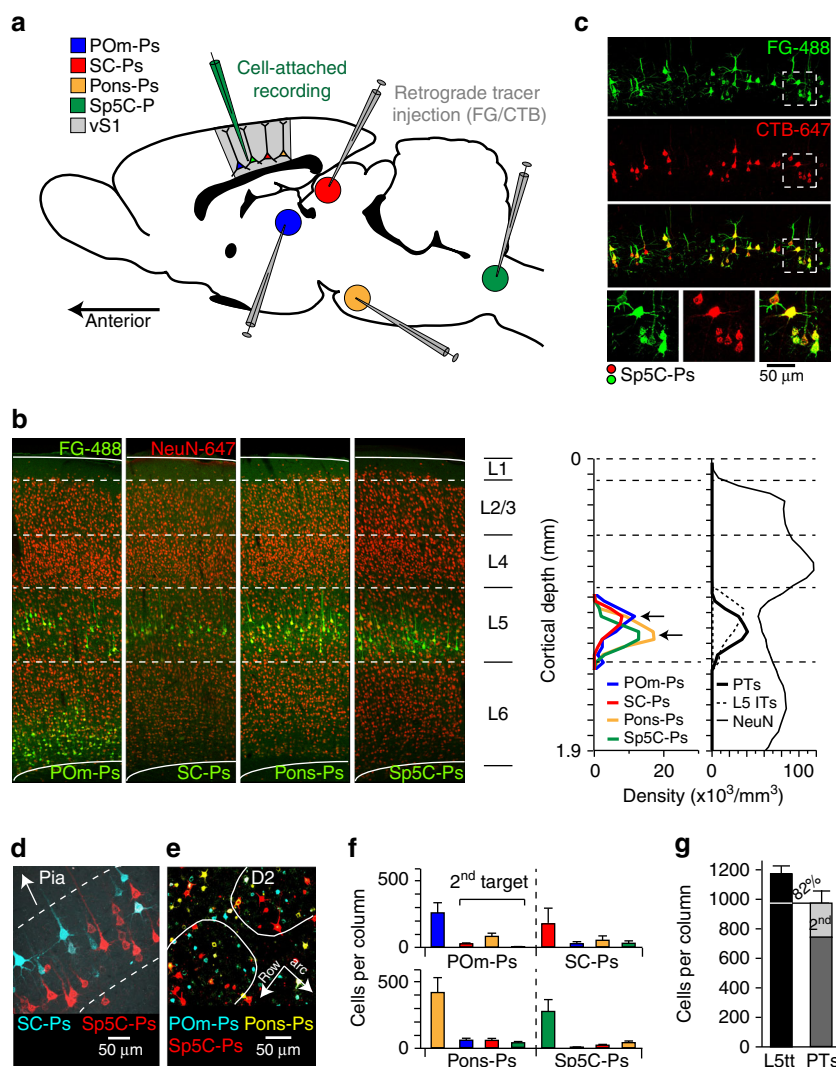 a
POm-Ps
SC-Ps
Pons-Ps
Sp5C-P
vS1
Cell-attached
recording
Retrograde tracer
injection (FG/CTB)
Anterior
c
FG-488
CTB-647
Sp5C-Ps
50 μm
b
FG-488
NeuN-647
POm-Ps
SC-Ps
Pons-Ps
Sp5C-Ps
L1
L2/3
L4
L5
L6
0
Cortical depth (mm)
1.9
POm-Ps
SC-Ps
Pons-Ps
Sp5C-Ps
PTs
L5 ITs
NeuN
0 20 0 100
Density (x10³/mm³)
d
Pia
SC-Ps Sp5C-Ps
50 μm
e
D2
Row
arc
POm-Ps Pons-Ps
Sp5C-Ps
50 μm
f
500
2nd target
0
POm-Ps SC-Ps
500
0
Pons-Ps Sp5C-Ps
Cells per column
g
1200
1000
800
600
400
200
0
82%
2nd
Cells per column
L5tt PTs